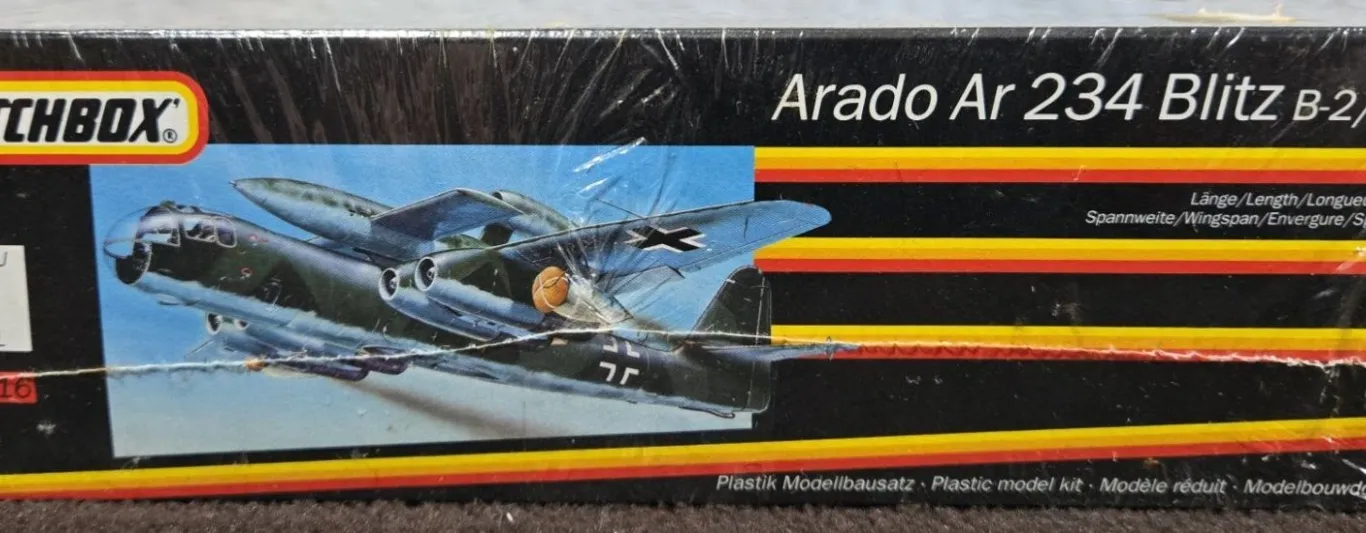 TCHBOX ®
Arado Ar 234 Blitz B-2/
Länge/Length/Longueu
Spannweite/Wingspan/Envergure/S
U
16
Plastik Modellbausatz · Plastic model kit · Modèle réduit · Modelbouwd